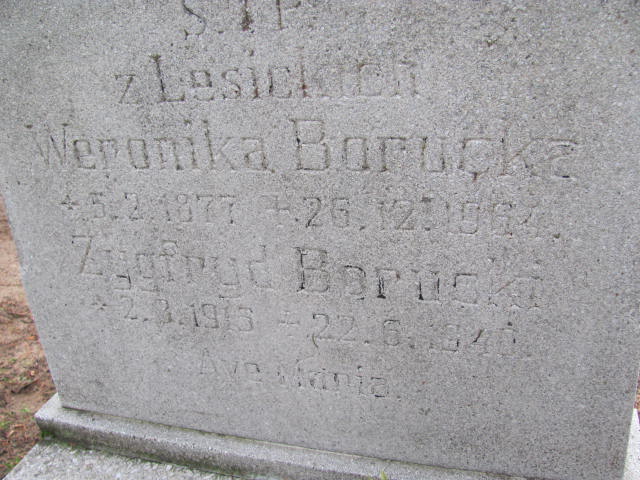 Ś.†P.
z Lesickich
Weronika Borucka
* 5.2.1877 + 26.12.1964.
Zygfryd Borucki
* 2.3.1913 + 22.6.1940.
Ave Maria.